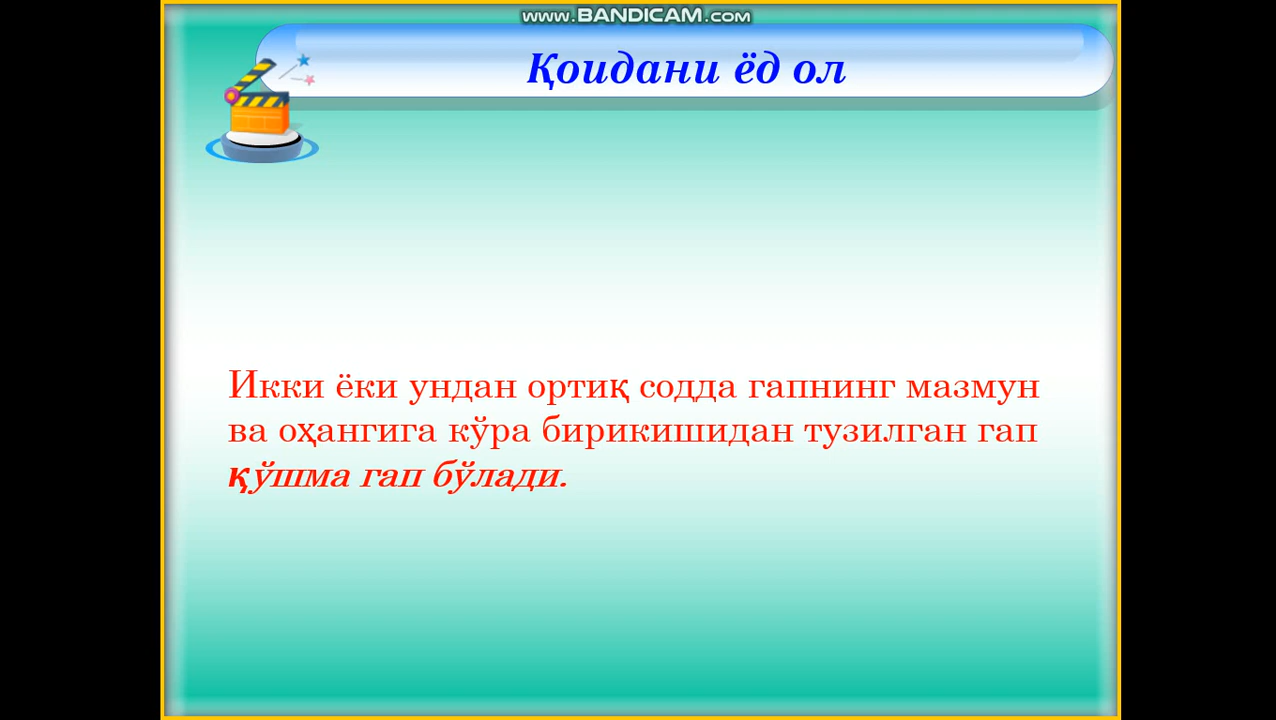 www.BANDICAM.com
Қоидани ёд ол
Икки ёки ундан ортиқ содда гапнинг мазмун
ва оҳангига кўра бирикишидан тузилган гап
қўшма гап бўлади.